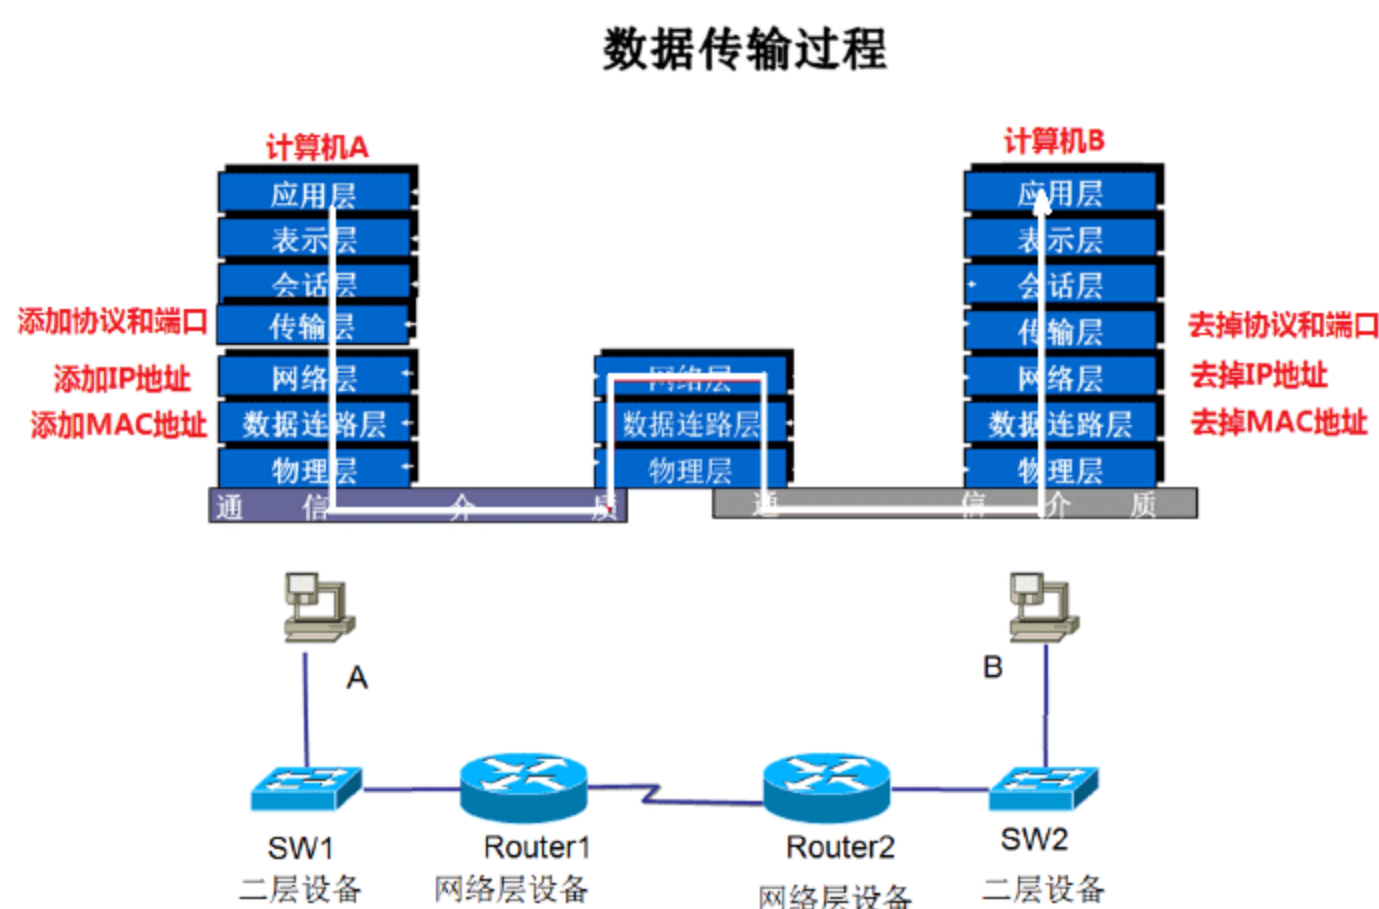 数据传输过程
计算机A
计算机B
应用层
应用层
表示层
表示层
会话层
会话层
添加协议和端口
传输层
传输层
去掉协议和端口
添加IP地址
网络层
网络层
网络层
去掉IP地址
添加MAC地址
数据连路层
数据连路层
数据连路层
去掉MAC地址
物理层
物理层
物理层
通 信 介 质
通 信 介 质
A
B
SW1
Router1
Router2
SW2
二层设备
网络层设备
网络层设备
二层设备